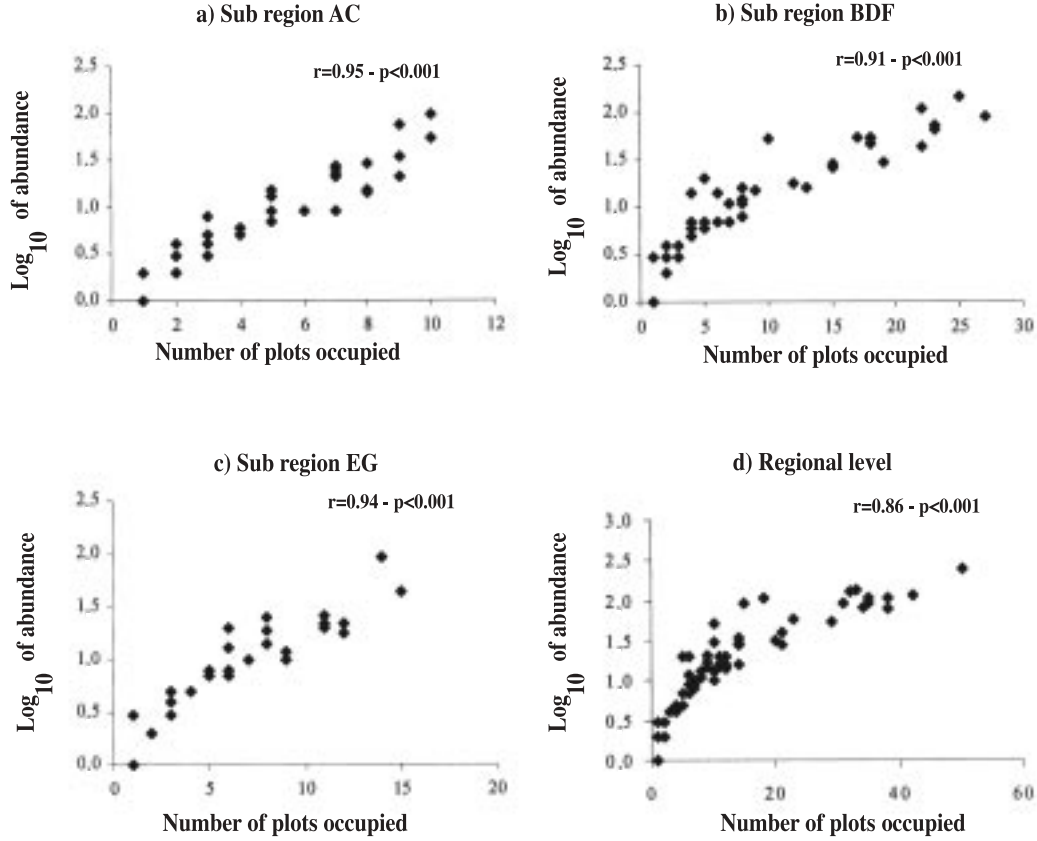 a) Sub region AC
r=0.95 - p<0.001
Log10 of abundance
2.5
2.0
1.5
1.0
0.5
0.0
0 2 4 6 8 10 12
Number of plots occupied
b) Sub region BDF
r=0.91 - p<0.001
Log10 of abundance
2.5
2.0
1.5
1.0
0.5
0.0
0 5 10 15 20 25 30
Number of plots occupied
c) Sub region EG
r=0.94 - p<0.001
Log10 of abundance
2.5
2.0
1.5
1.0
0.5
0.0
0 5 10 15 20
Number of plots occupied
d) Regional level
r=0.86 - p<0.001
Log10 of abundance
3.0
2.5
2.0
1.5
1.0
0.5
0.0
0 20 40 60
Number of plots occupied